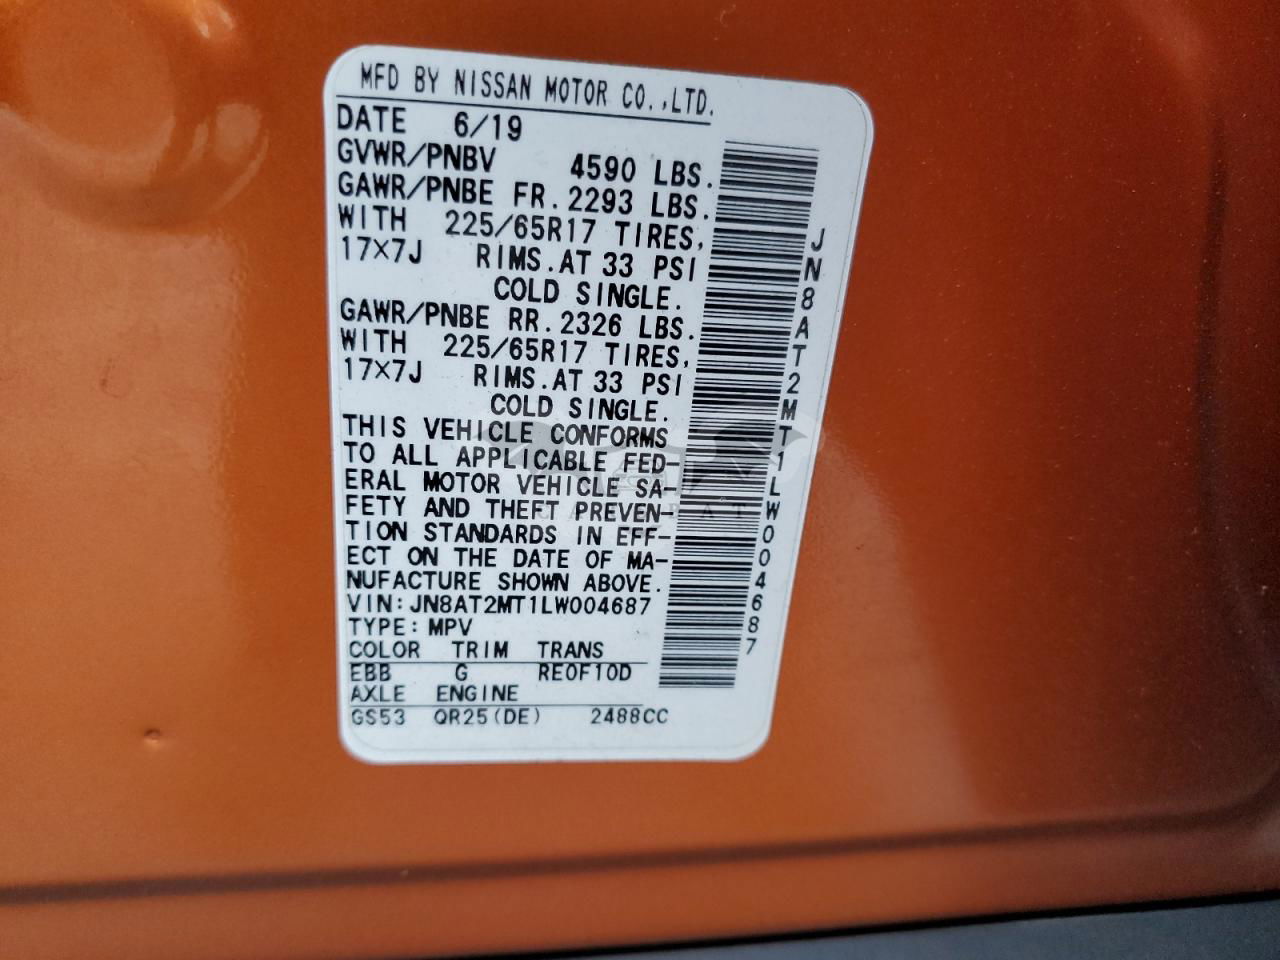 MFD BY NISSAN MOTOR CO.,LTD.
DATE 6/19
GVWR/PNBV 4590 LBS.
GAWR/PNBE FR. 2293 LBS.
WITH 225/65R17 TIRES,
17X7J RIMS. AT 33 PSI
COLD SINGLE.
GAWR/PNBE RR. 2326 LBS.
WITH 225/65R17 TIRES,
17X7J RIMS. AT 33 PSI
COLD SINGLE.
THIS VEHICLE CONFORMS
TO ALL APPLICABLE FED-
ERAL MOTOR VEHICLE SA-
FETY AND THEFT PREVEN-
TION STANDARDS IN EFF-
ECT ON THE DATE OF MA-
NUFACTURE SHOWN ABOVE.
VIN: JN8AT2MT1LW004687
TYPE: MPV
COLOR TRIM TRANS
EBB G RE0F10D
AXLE ENGINE
GS53 QR25(DE) 2488CC
JN8AT2MT1LW004687